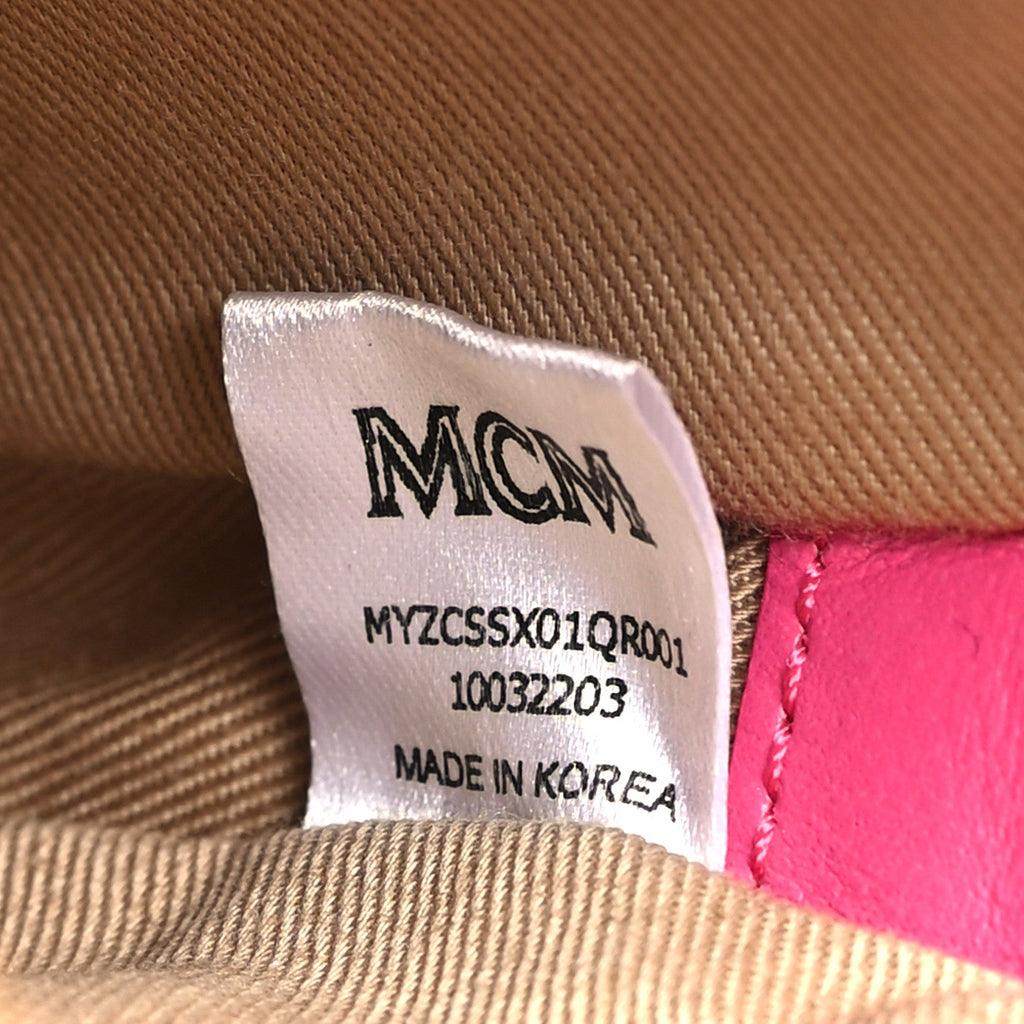 MCM
MYZCSSX01QR001
10032203
MADE IN KOREA